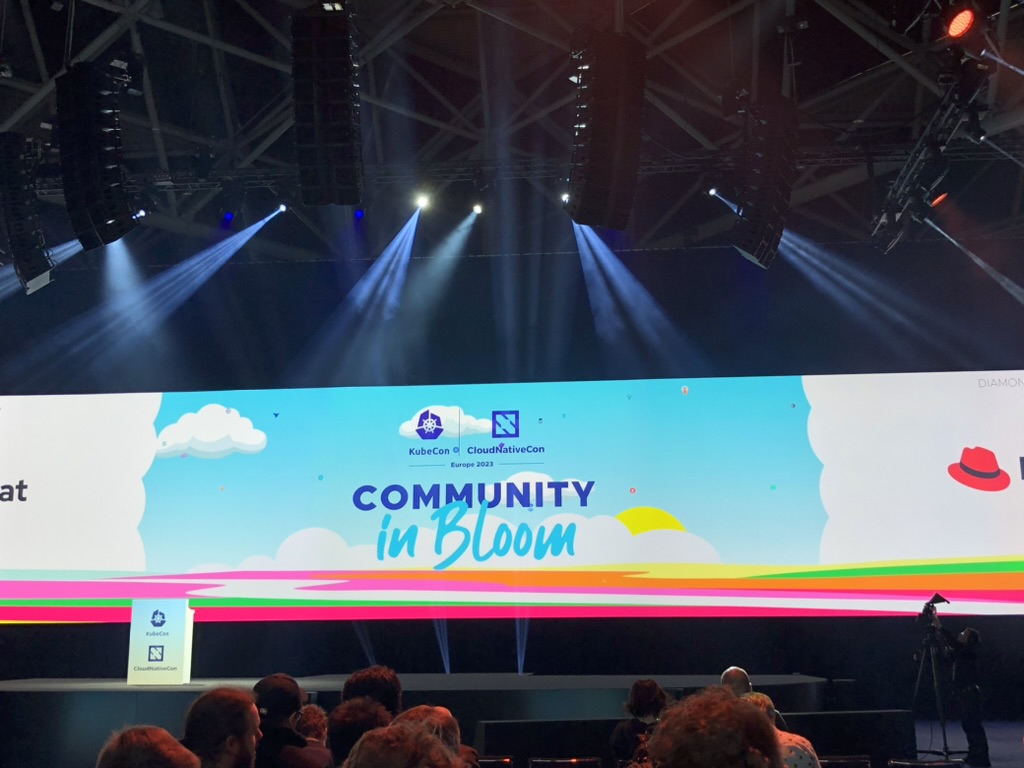 DIAMON
at
KubeCon
CloudNativeCon
Europe 2023
COMMUNITY
in Bloom
KubeCon
CloudNativeCon